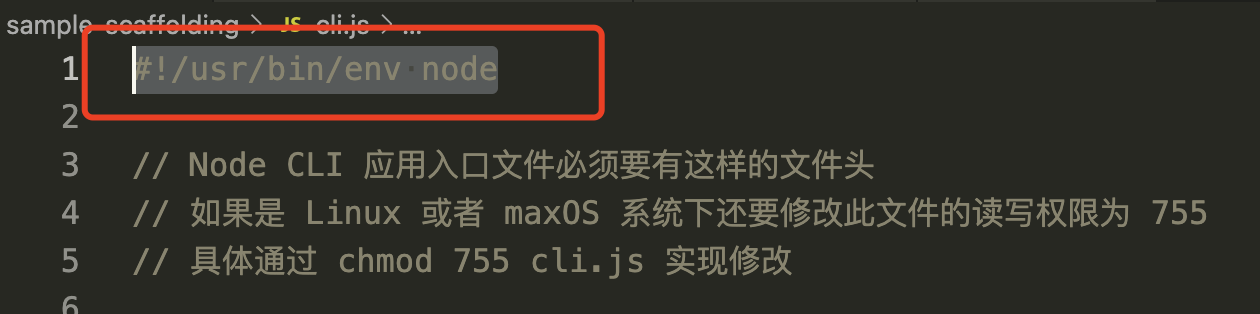 sample-scaffolding > JS cli.js > ...
1 #!/usr/bin/env node
2
3 // Node CLI 应用入口文件必须要有这样的文件头
4 // 如果是 Linux 或者 maxOS 系统下还要修改此文件的读写权限为 755
5 // 具体通过 chmod 755 cli.js 实现修改
6